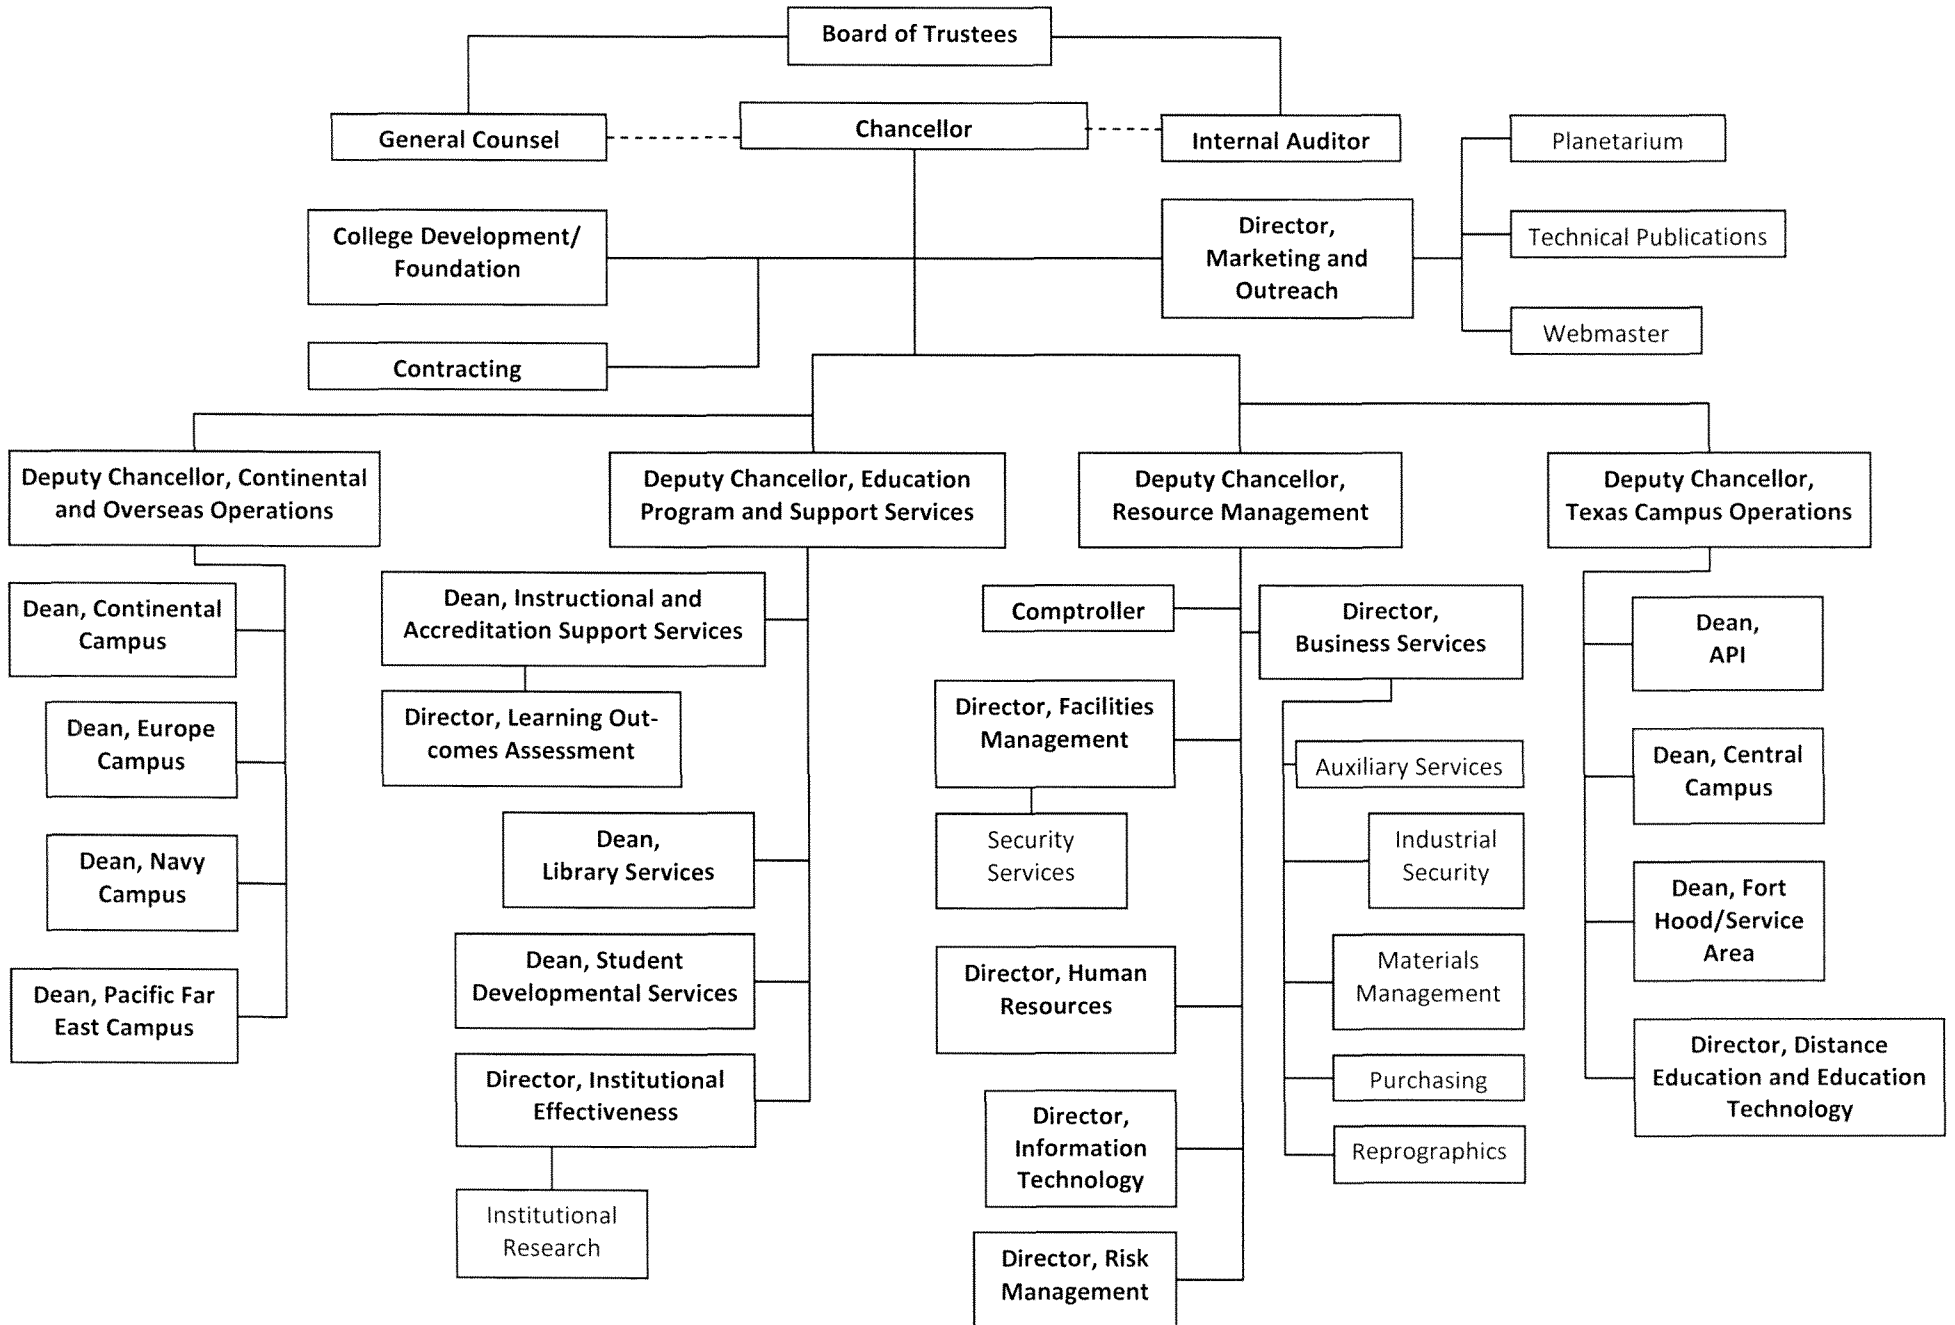 Board of Trustees
General Counsel
Chancellor
Internal Auditor
Planetarium
College Development/
Foundation
Director,
Marketing and
Outreach
Technical Publications
Webmaster
Contracting
Deputy Chancellor, Continental
and Overseas Operations
Deputy Chancellor, Education
Program and Support Services
Deputy Chancellor,
Resource Management
Deputy Chancellor,
Texas Campus Operations
Dean, Continental
Campus
Dean, Europe
Campus
Dean, Navy
Campus
Dean, Pacific Far
East Campus
Dean, Instructional and
Accreditation Support Services
Director, Learning Out-
comes Assessment
Dean,
Library Services
Dean, Student
Developmental Services
Director, Institutional
Effectiveness
Institutional
Research
Comptroller
Director, Facilities
Management
Security
Services
Director, Human
Resources
Director,
Information
Technology
Director, Risk
Management
Director,
Business Services
Auxiliary Services
Industrial
Security
Materials
Management
Purchasing
Reprographics
Dean,
API
Dean, Central
Campus
Dean, Fort
Hood/Service
Area
Director, Distance
Education and Education
Technology